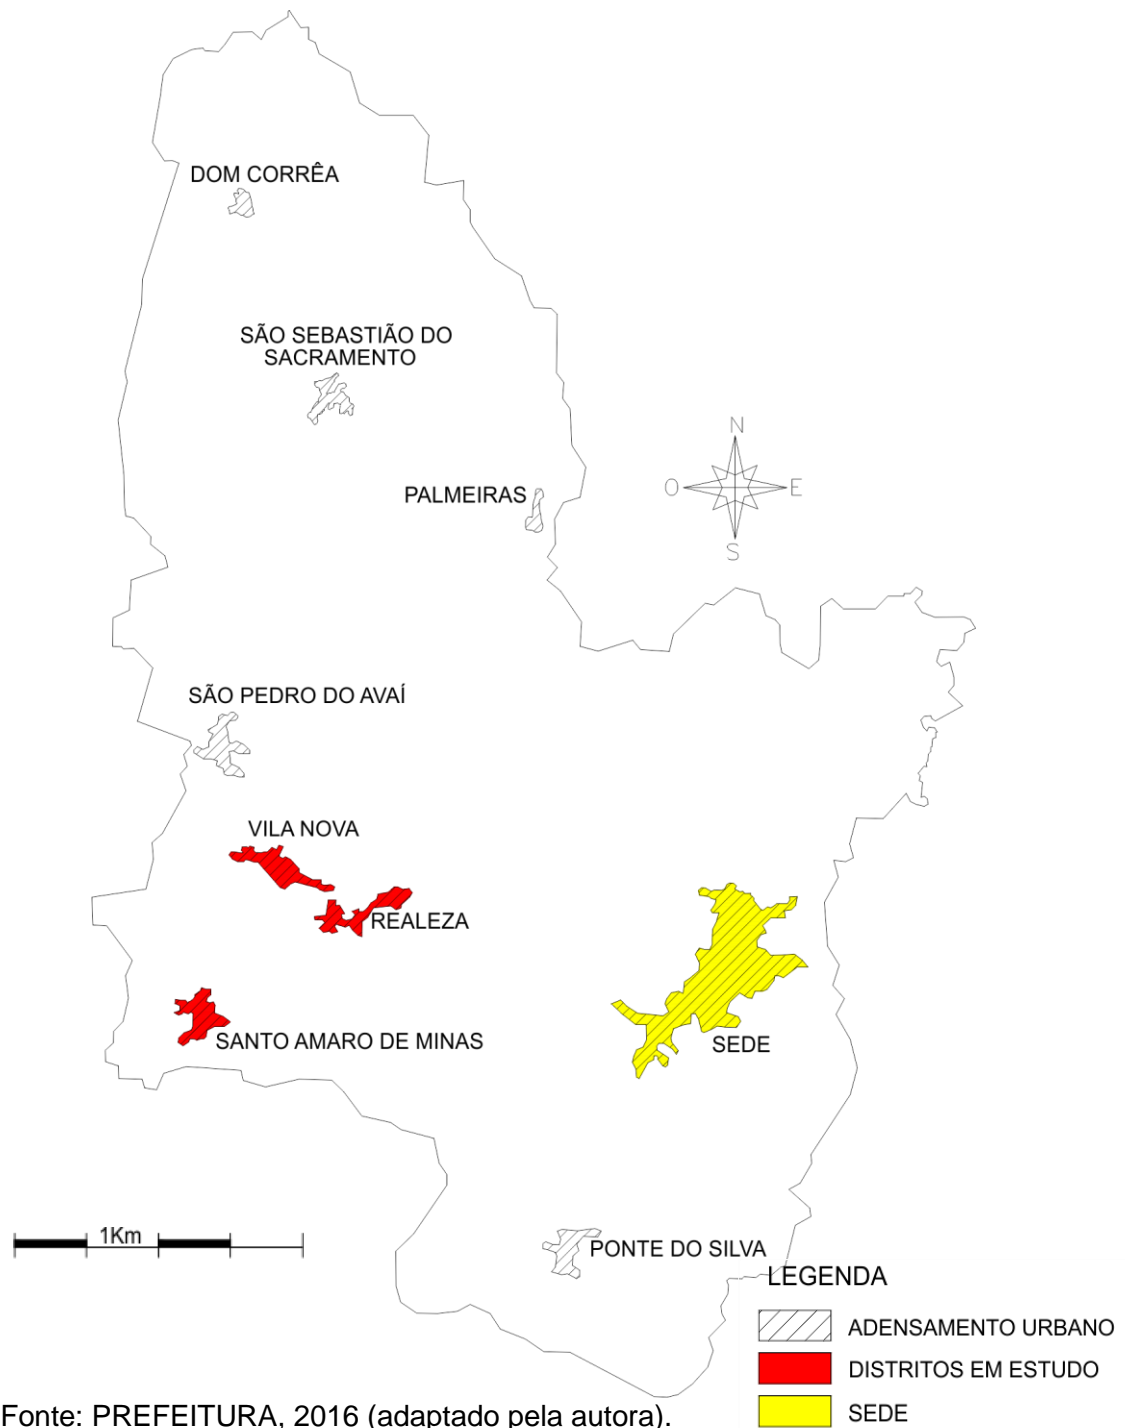 DOM CORRÊA
SÃO SEBASTIÃO DO
SACRAMENTO
N
PALMEIRAS
O
E
S
SÃO PEDRO DO AVAÍ
VILA NOVA
REALEZA
SANTO AMARO DE MINAS
SEDE
1Km
PONTE DO SILVA
LEGENDA
ADENSAMENTO URBANO
DISTRITOS EM ESTUDO
SEDE
Fonte: PREFEITURA, 2016 (adaptado pela autora).